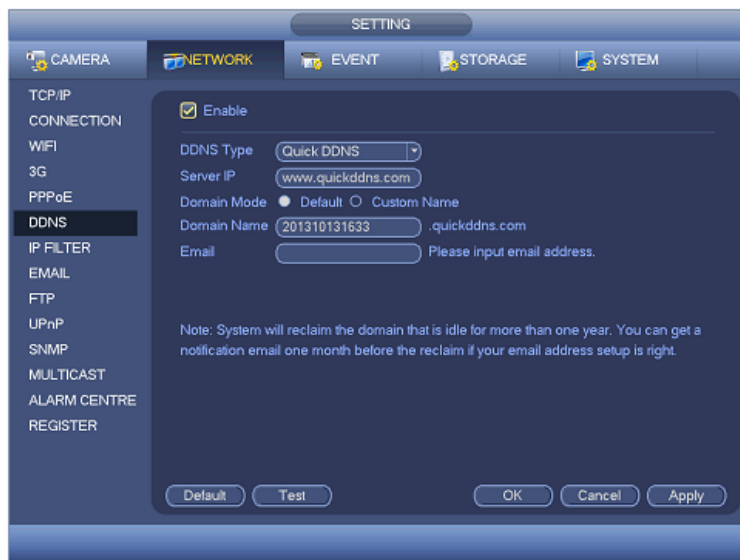 SETTING
CAMERA NETWORK EVENT STORAGE SYSTEM
TCP/IP
CONNECTION
WIFI
3G
PPPoE
DDNS
IP FILTER
EMAIL
FTP
UPnP
SNMP
MULTICAST
ALARM CENTRE
REGISTER
Enable
DDNS Type Quick DDNS
Server IP www.quickddns.com
Domain Mode Default Custom Name
Domain Name 201310131633 .quickddns.com
Email Please input email address.
Note: System will reclaim the domain that is idle for more than one year. You can get a
notification email one month before the reclaim if your email address setup is right.
Default Test OK Cancel Apply